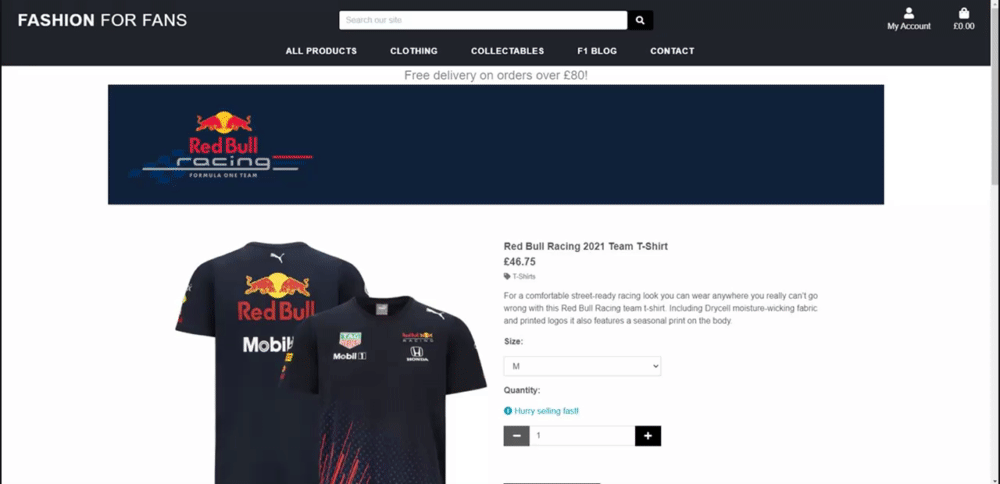 FASHION FOR FANS
Search our site
My Account
£0.00
ALL PRODUCTS
CLOTHING
COLLECTABLES
F1 BLOG
CONTACT
Free delivery on orders over £80!
Red Bull
racing
FORMULA ONE TEAM
Red Bull Racing 2021 Team T-Shirt
£46.75
T-Shirts
For a comfortable street-ready racing look you can wear anywhere you really can't go
wrong with this Red Bull Racing team t-shirt. Including Drycell moisture-wicking fabric
and printed logos it also features a seasonal print on the body.
Size:
M
Quantity:
Hurry selling fast!
1
Red Bull
Mobil
TAG
Mobil 1
Red Bull
RACING
HONDA